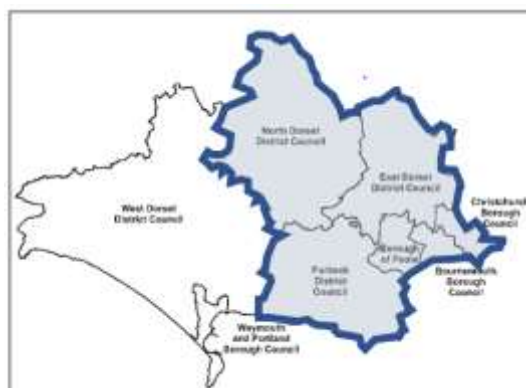 North Dorset
District Council
East Dorset
District Council
West Dorset
District Council
Christchurch
Borough
Council
Borough
of Poole
Purbeck
District
Council
Bournemouth
Borough
Council
Weymouth
and Portland
Borough Council